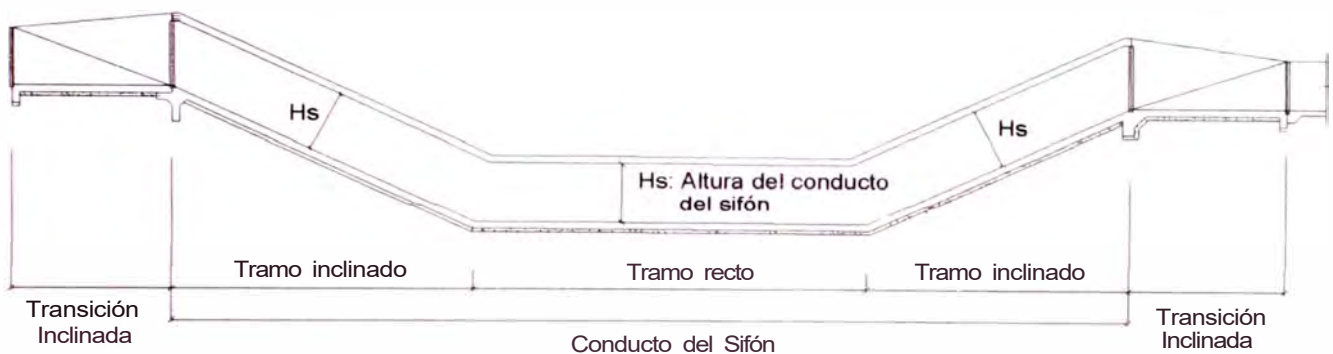 Hs
Hs
Hs: Altura del conducto
del sifón
Tramo inclinado
Tramo recto
Tramo inclinado
Transición
Inclinada
Transición
Inclinada
Conducto del Sifón